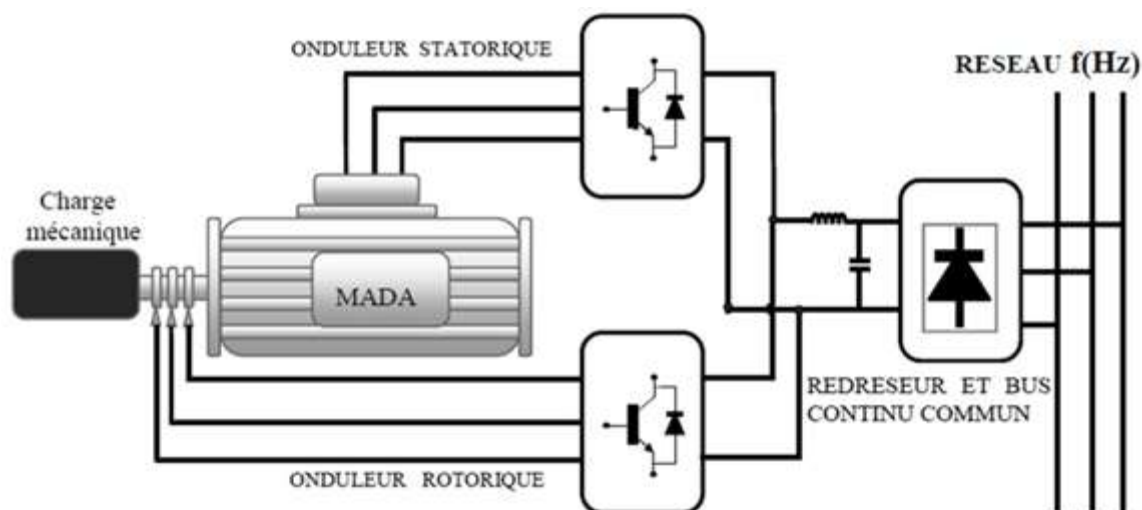 ONDULEUR STATORIQUE
RESEAU f(Hz)
Charge
mécanique
MADA
REDRESEUR ET BUS
CONTINU COMMUN
ONDULEUR ROTORIQUE